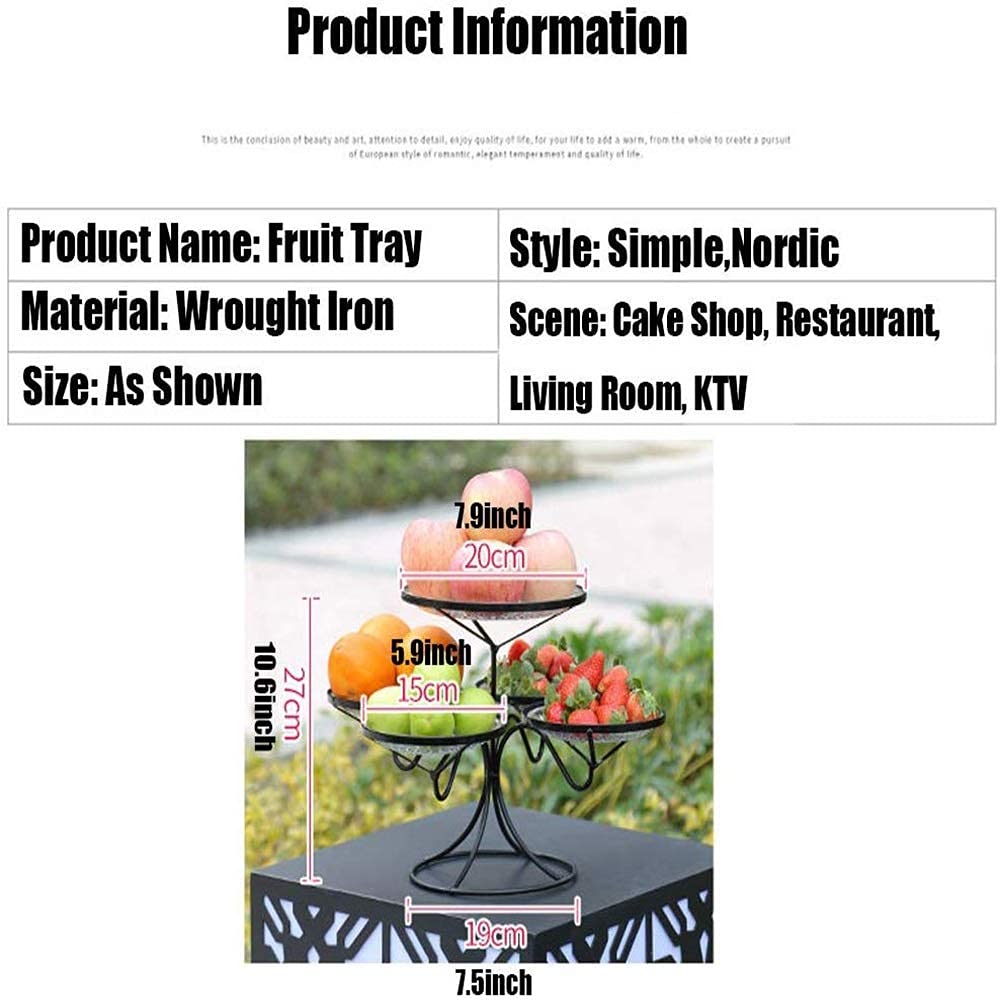 Product Information
This is the conclusion of beauty and art, attention to detail, enjoy quality of life, for your life to add a warm, from the whole to create a pursuit
of European style of romantic, elegant temperament and quality of life.
Product Name: Fruit Tray
Material: Wrought Iron
Size: As Shown
Style: Simple,Nordic
Scene: Cake Shop, Restaurant,
Living Room, KTV
7.9inch
20cm
5.9inch
15cm
27cm
10.6inch
19cm
7.5inch